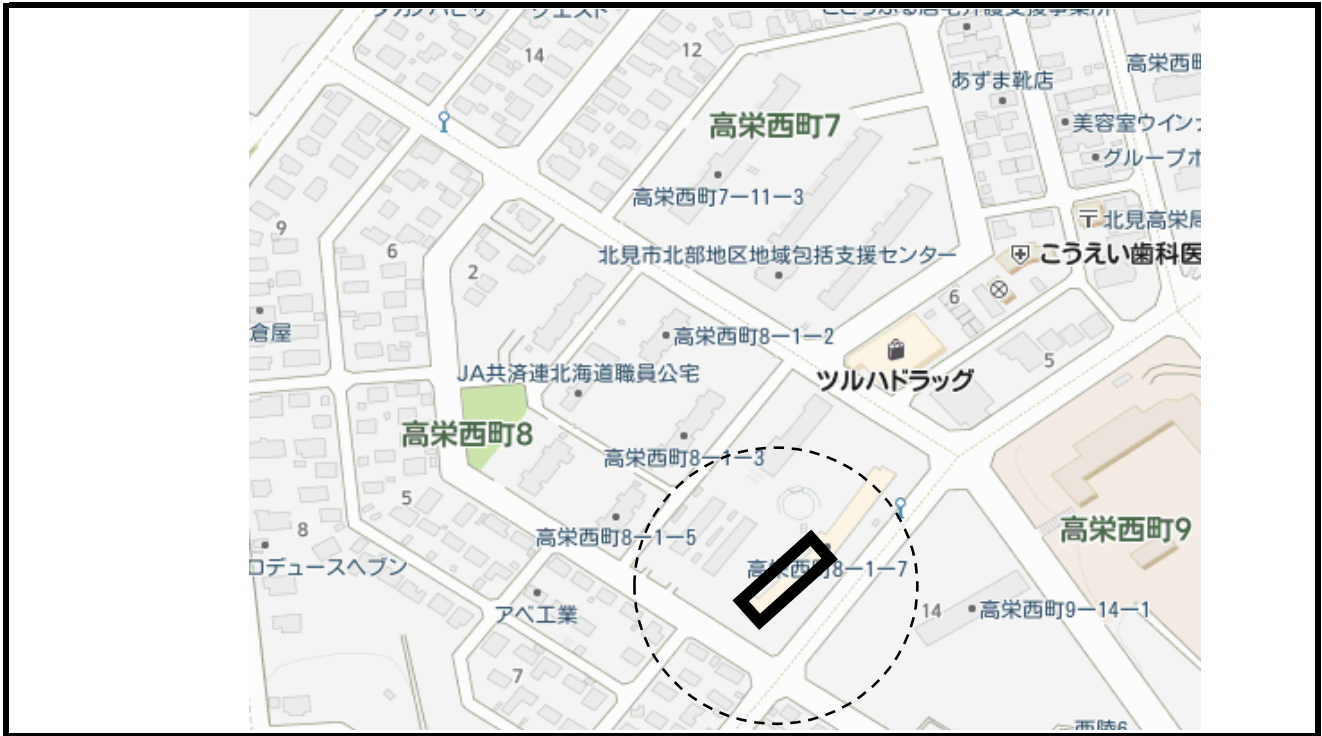 14
12
あずま靴店
高栄西町7
美容室ウイン
グループホ
高栄西町7ー11ー3
9
6
〒北見高栄局
北見市北部地区地域包括支援センター
こうえい歯科医
2
6
倉屋
高栄西町8ー1ー2
5
JA共済連北海道職員公宅
ツルハドラッグ
高栄西町8
高栄西町8ー1ー3
5
8
高栄西町8ー1ー5
高栄西町9
ロデュースヘブン
高栄西町8ー1ー7
アベ工業
14
高栄西町9ー14ー1
7